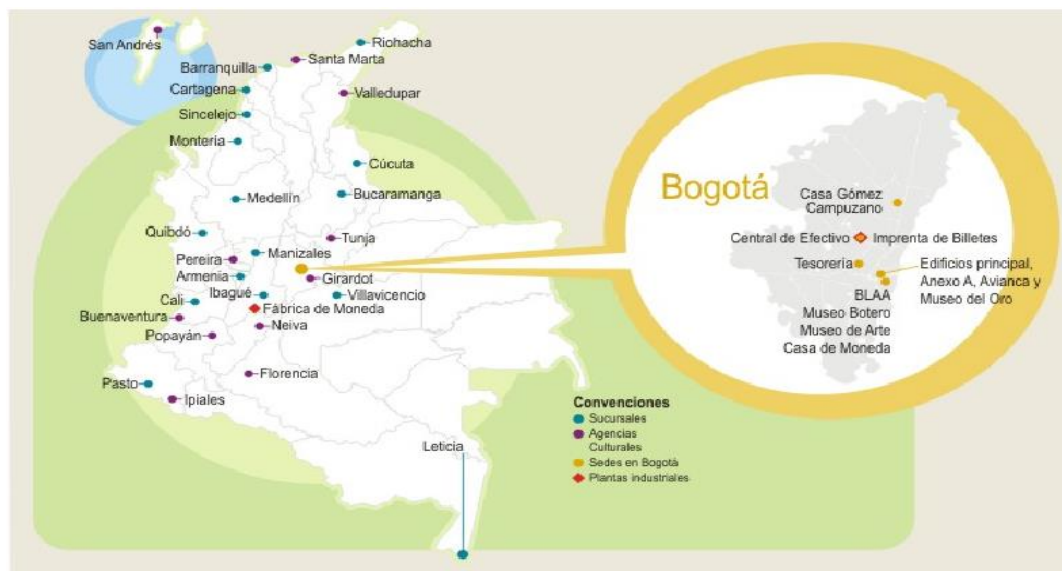 San Andrés
Riohacha
Santa Marta
Barranquilla
Cartagena
Valledupar
Sincelejo
Montería
Cúcuta
Medellín
Bucaramanga
Quibdó
Tunja
Manizales
Pereira
Girardot
Armenia
Ibagué
Villavicencio
Cali
Fábrica de Moneda
Buenaventura
Neiva
Popayán
Florencia
Pasto
Ipiales
Leticia
Convenciones
Sucursales
Agencias
Culturales
Sedes en Bogotá
Plantas industriales
Bogotá
Casa Gómez
Campuzano
Central de Efectivo
Imprenta de Billetes
Tesorería
Edificios principal,
Anexo A, Avianca y
Museo del Oro
BLAA
Museo Botero
Museo de Arte
Casa de Moneda